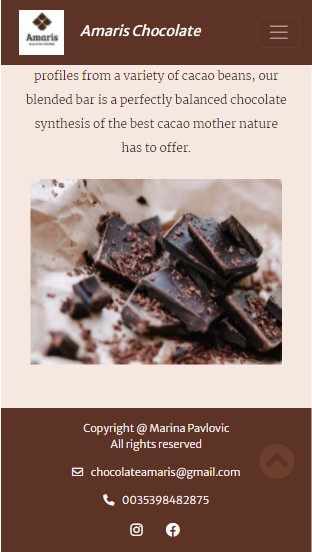 Amaris
Amaris Chocolate
profiles from a variety of cacao beans, our
blended bar is a perfectly balanced chocolate
synthesis of the best cacao mother nature
has to offer.
Copyright @ Marina Pavlovic
All rights reserved
chocolateamaris@gmail.com
0035398482875